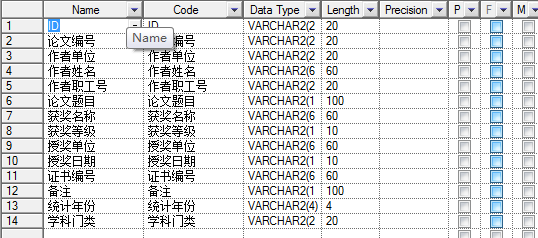 Name Code Data Type Length Precision P F M
1 ID ID VARCHAR2(2 20
2 论文编号 编号 VARCHAR2(2 20
Name
3 作者单位 作者单位 VARCHAR2(2 20
4 作者姓名 作者姓名 VARCHAR2(6 60
5 作者职工号 作者职工号 VARCHAR2(2 20
6 论文题目 论文题目 VARCHAR2(1 100
7 获奖名称 获奖名称 VARCHAR2(6 60
8 获奖等级 获奖等级 VARCHAR2(1 10
9 授奖单位 授奖单位 VARCHAR2(6 60
10 授奖日期 授奖日期 VARCHAR2(1 10
11 证书编号 证书编号 VARCHAR2(6 60
12 备注 备注 VARCHAR2(1 100
13 统计年份 统计年份 VARCHAR2(4) 4
14 学科门类 学科门类 VARCHAR2(2 20